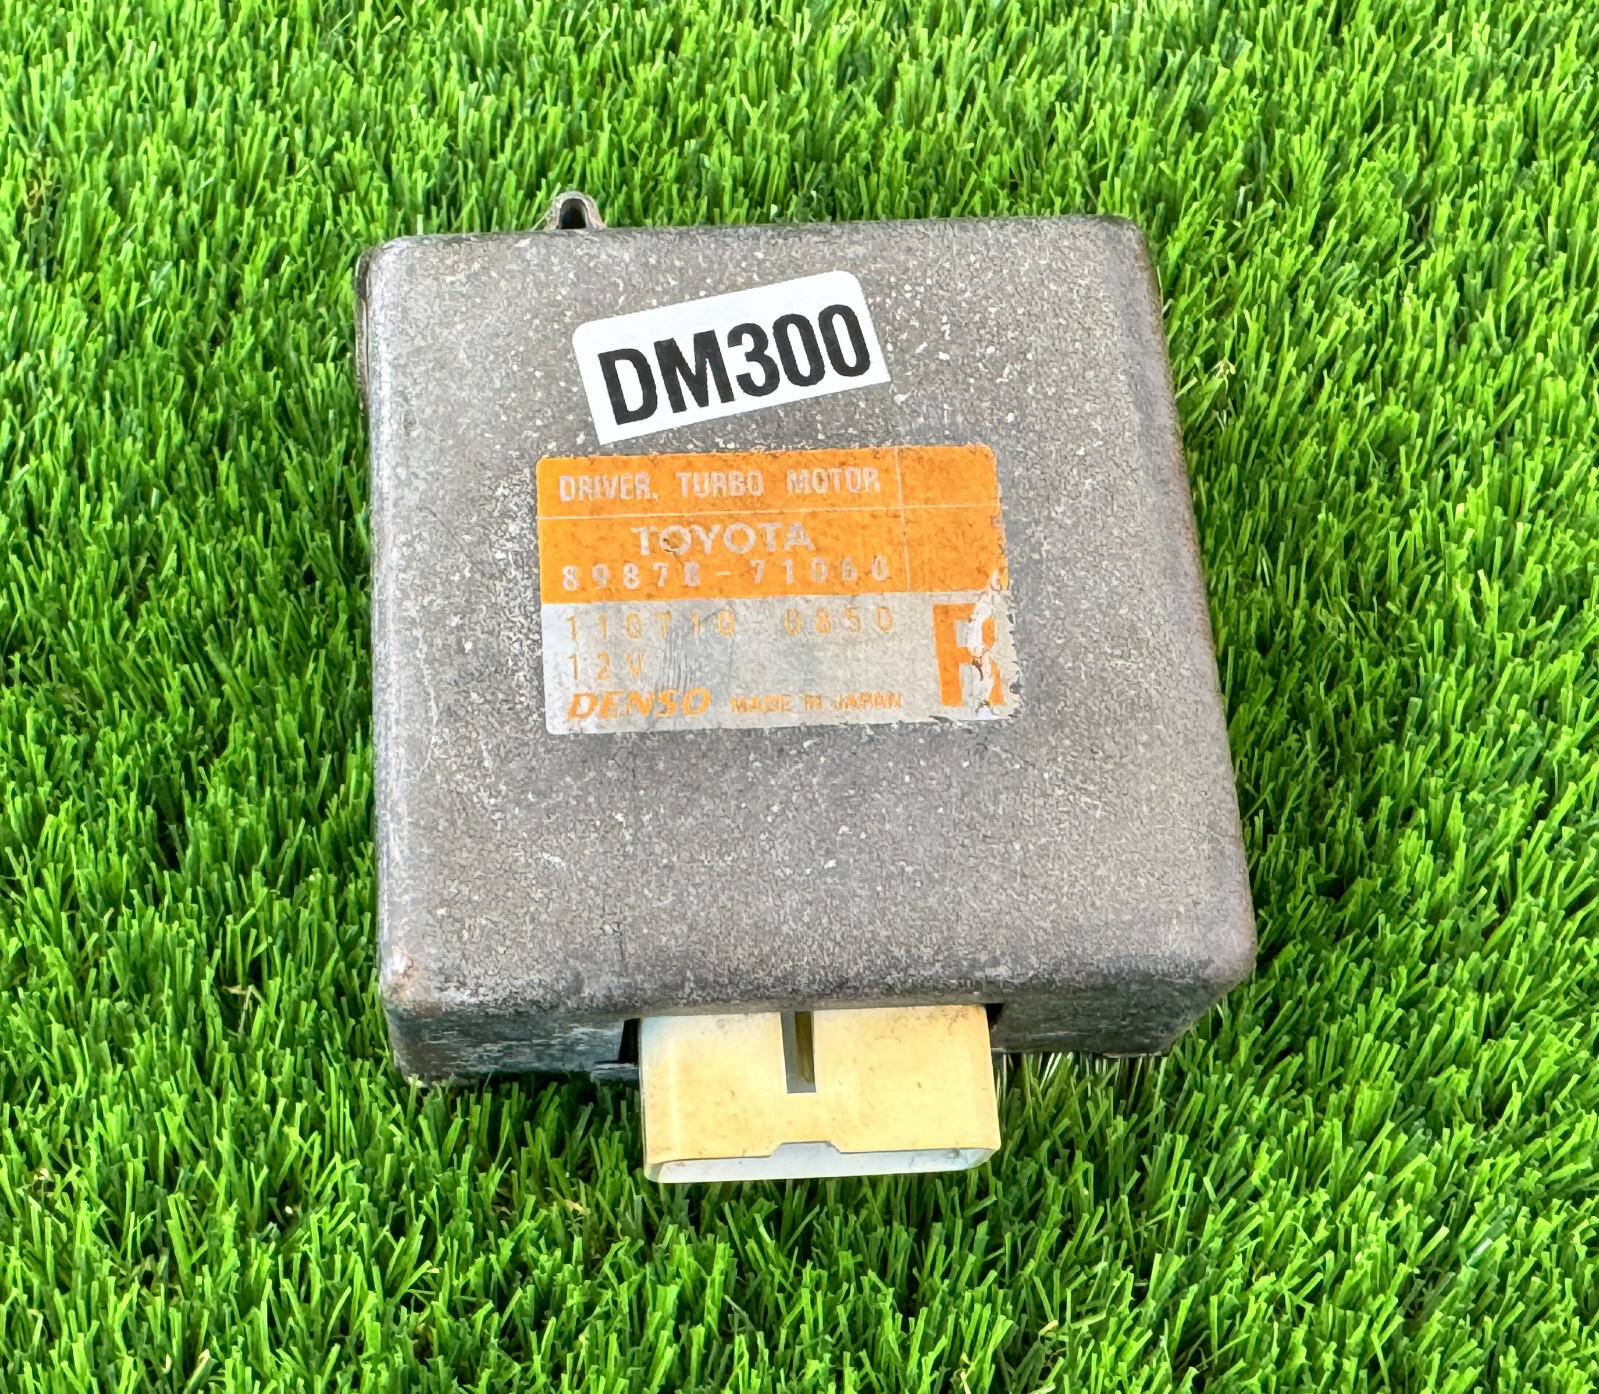 DM300
DRIVER, TURBO MOTOR
TOYOTA
89878-71060
110710-0850
12V
R
DENSO MADE IN JAPAN